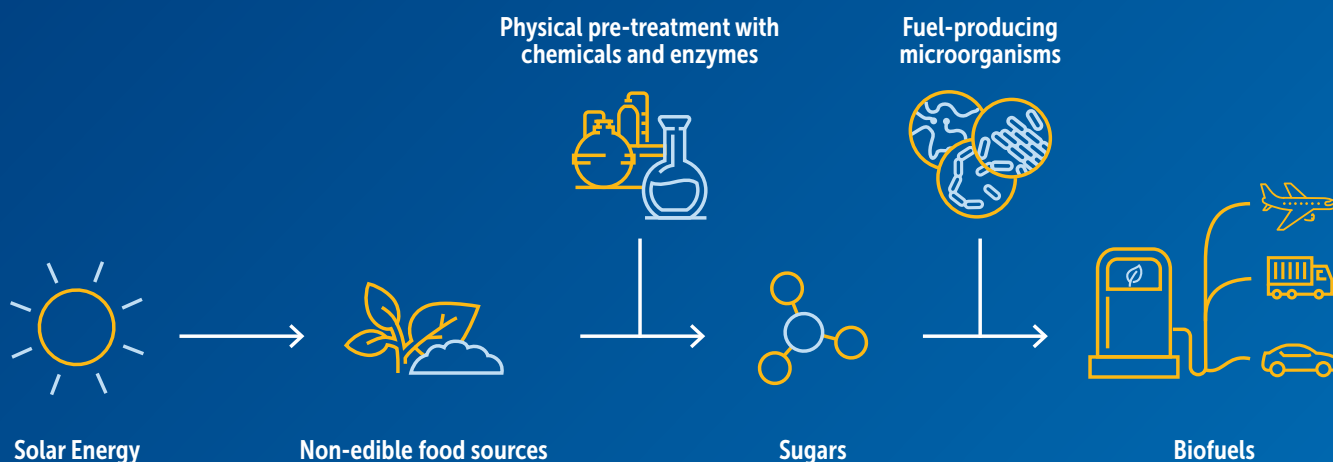 Physical pre-treatment with
chemicals and enzymes
Fuel-producing
microorganisms
Solar Energy
Non-edible food sources
Sugars
Biofuels